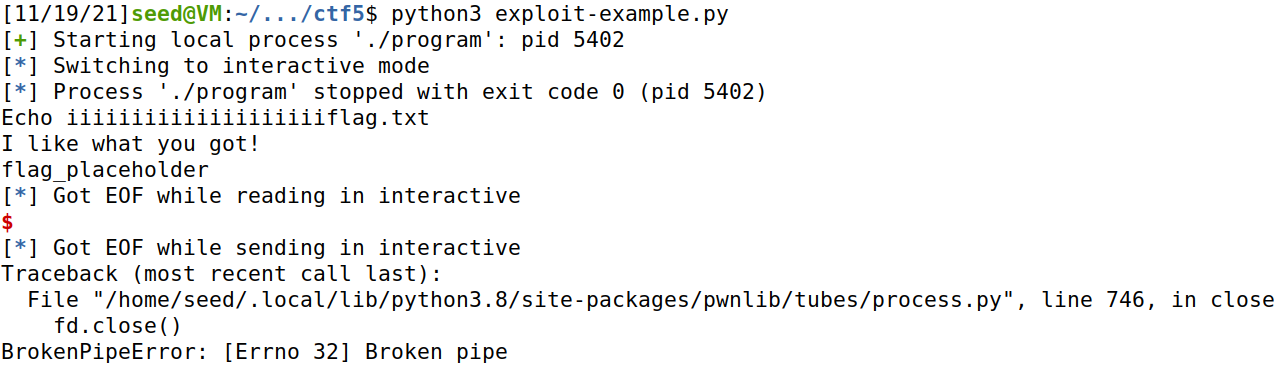 [11/19/21]seed@VM:~/.../ctf5$ python3 exploit-example.py
[+] Starting local process './program': pid 5402
[*] Switching to interactive mode
[*] Process './program' stopped with exit code 0 (pid 5402)
Echo iiiiiiiiiiiiiiiiiiiiflag.txt
I like what you got!
flag_placeholder
[*] Got EOF while reading in interactive
$
[*] Got EOF while sending in interactive
Traceback (most recent call last):
  File "/home/seed/.local/lib/python3.8/site-packages/pwnlib/tubes/process.py", line 746, in close
    fd.close()
BrokenPipeError: [Errno 32] Broken pipe